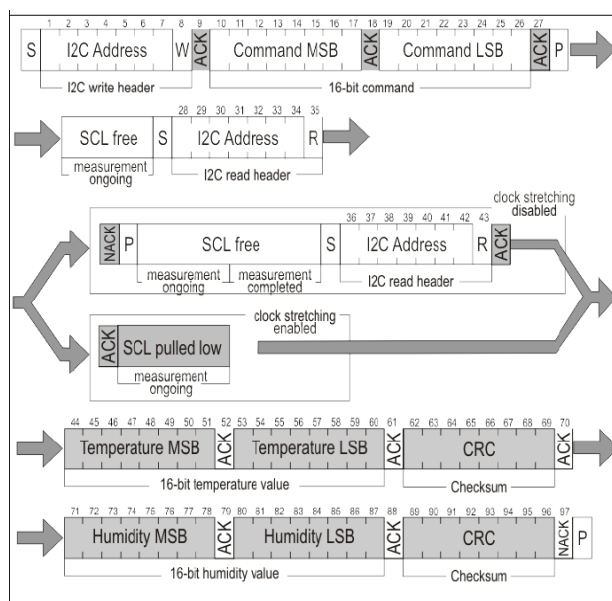 1 2 3 4 5 6 7 8 9 10 11 12 13 14 15 16 17 18 19 20 21 22 23 24 25 26 27
S I2C Address W ACK Command MSB ACK Command LSB ACK P
I2C write header 16-bit command
28 29 30 31 32 33 34 35
SCL free S I2C Address R
measurement ongoing I2C read header
clock stretching
disabled
36 37 38 39 40 41 42 43
NACK P SCL free S I2C Address R ACK
measurement measurement
ongoing completed I2C read header
clock stretching
enabled
ACK SCL pulled low
measurement
ongoing
44 45 46 47 48 49 50 51 52 53 54 55 56 57 58 59 60 61 62 63 64 65 66 67 68 69 70
Temperature MSB ACK Temperature LSB ACK CRC ACK
16-bit temperature value Checksum
71 72 73 74 75 76 77 78 79 80 81 82 83 84 85 86 87 88 89 90 91 92 93 94 95 96 97
Humidity MSB ACK Humidity LSB ACK CRC NACK P
16-bit humidity value Checksum